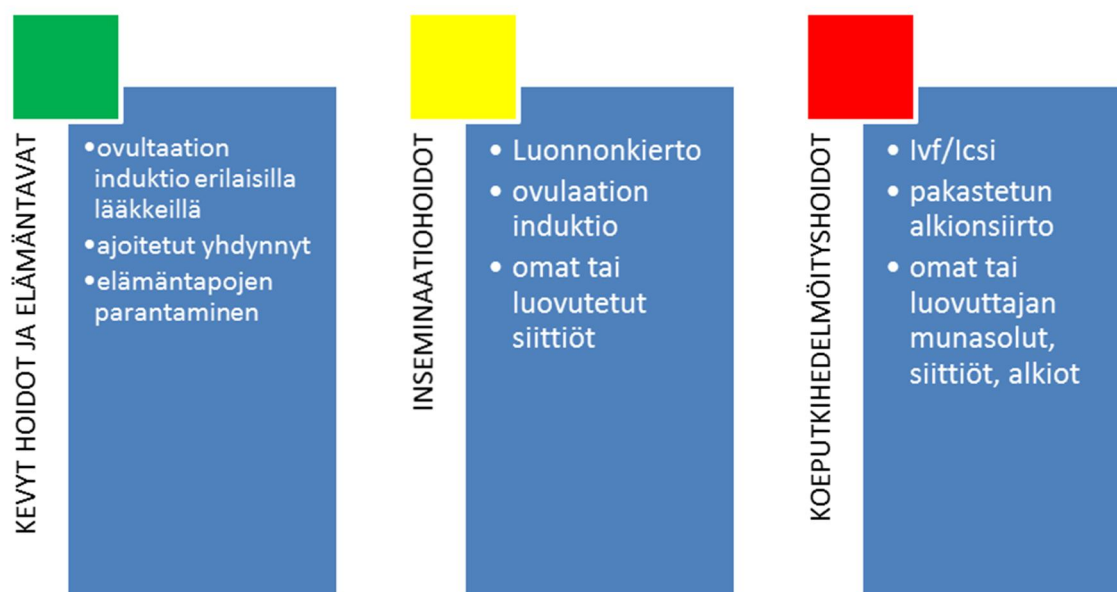 KEVYT HOIDOT JA ELÄMÄNTAVAT
•ovultaation
induktio erilaisilla
lääkkeillä
•ajoitetut yhdynnyt
•elämäntapojen
parantaminen
INSEMINAATIOHOIDOT
• Luonnonkierto
• ovulaation
induktio
• omat tai
luovutetut
siittiöt
KOEPUTKIHEDELMÖITYSHOIDOT
• Ivf/Icsi
• pakastetun
alkionsiirto
• omat tai
luovuttajan
munasolut,
siittiöt, alkiot